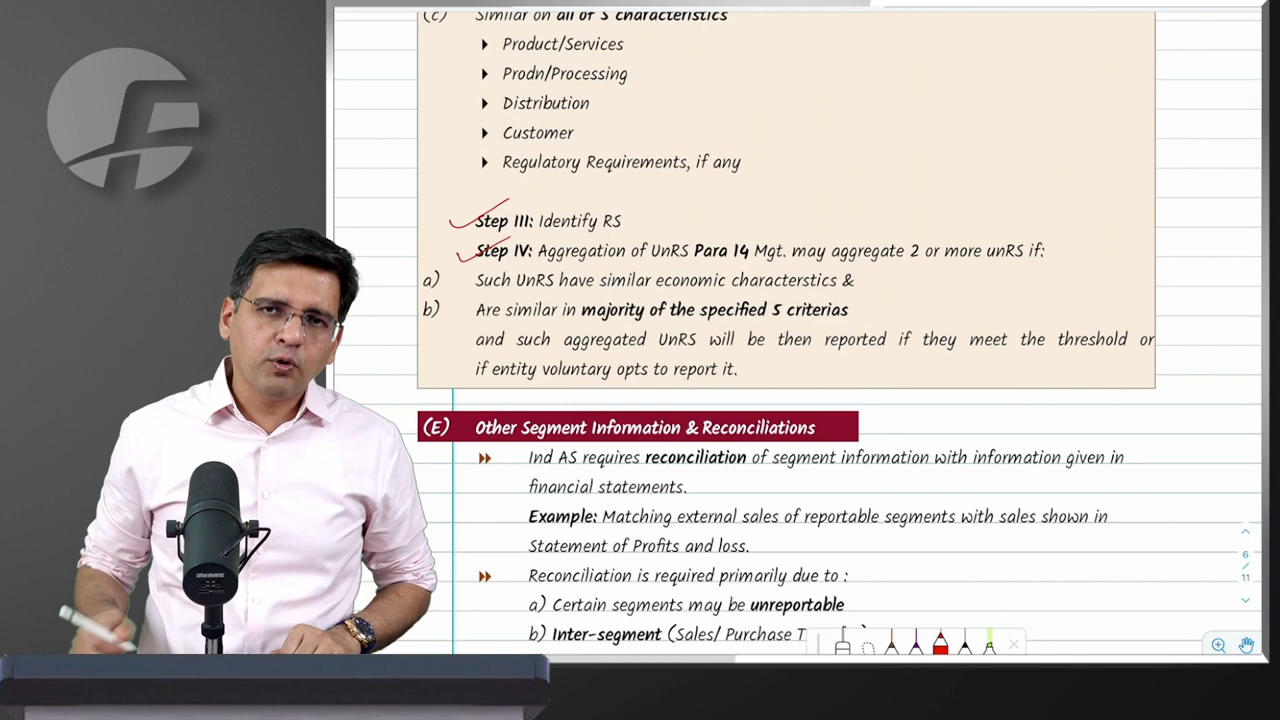 (c) Similar on all of 5 characteristics
Product/Services
Prodn/Processing
Distribution
Customer
Regulatory Requirements, if any
Step III: Identify RS
Step IV: Aggregation of UnRS Para 14 Mgt. may aggregate 2 or more unRS if:
a) Such UnRS have similar economic characterstics &
b) Are similar in majority of the specified 5 criterias
and such aggregated UnRS will be then reported if they meet the threshold or
if entity voluntary opts to report it.
(E) Other Segment Information & Reconciliations
Ind AS requires reconciliation of segment information with information given in
financial statements.
Example: Matching external sales of reportable segments with sales shown in
Statement of Profits and loss.
Reconciliation is required primarily due to :
a) Certain segments may be unreportable
b) Inter-segment (Sales/ Purchase
6
/
11
SHURE